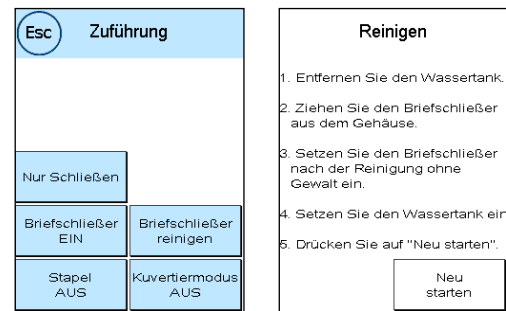 Esc
Zuführung
Nur Schließen
Briefschließer
EIN
Briefschließer
reinigen
Stapel
AUS
Kuvertiermodus
AUS
Reinigen
1. Entfernen Sie den Wassertank.
2. Ziehen Sie den Briefschließer
aus dem Gehäuse.
3. Setzen Sie den Briefschließer
nach der Reinigung ohne
Gewalt ein.
4. Setzen Sie den Wassertank ein
5. Drücken Sie auf "Neu starten".
Neu
starten